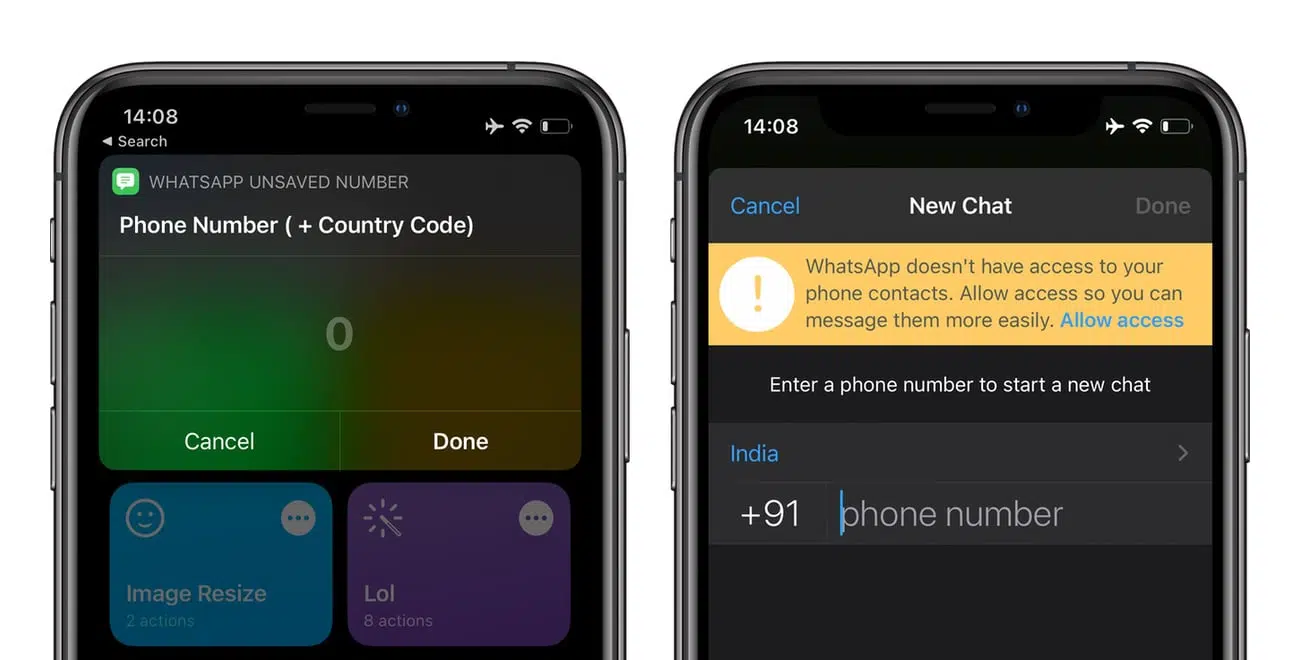 14:08
◀ Search
WHATSAPP UNSAVED NUMBER
Phone Number ( + Country Code)
0
Cancel
Done
Image Resize
2 actions
Lol
8 actions
14:08
Cancel
New Chat
Done
WhatsApp doesn't have access to your
phone contacts. Allow access so you can
message them more easily. Allow access
Enter a phone number to start a new chat
India
+91
phone number